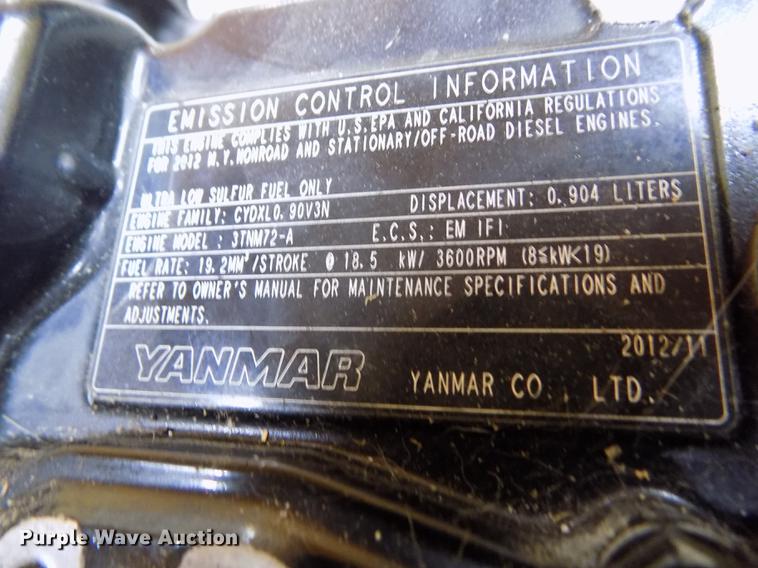 EMISSION CONTROL INFORMATION
THIS ENGINE COMPLIES WITH U.S.EPA AND CALIFORNIA REGULATIONS
FOR 2012 M.Y.NONROAD AND STATIONARY/OFF-ROAD DIESEL ENGINES.
ULTRA LOW SULFUR FUEL ONLY
ENGINE FAMILY: CYDXL0.90V3N DISPLACEMENT: 0.904 LITERS
ENGINE MODEL : 3TNM72-A E.C.S.: EM IFI
FUEL RATE: 19.2MM³/STROKE @ 18.5 kW/ 3600RPM (8≤kW<19)
REFER TO OWNER'S MANUAL FOR MAINTENANCE SPECIFICATIONS AND
ADJUSTMENTS.
2012/11
YANMAR YANMAR CO., LTD.
Purple Wave Auction